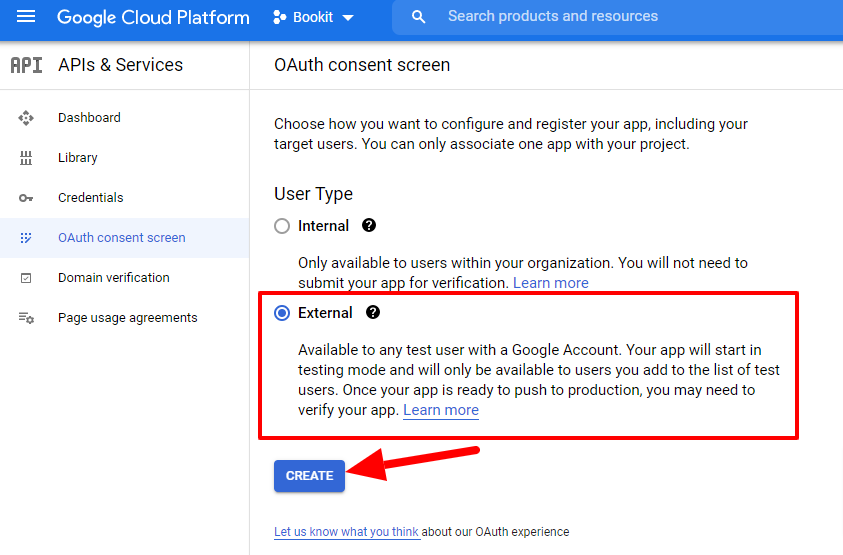 Google Cloud Platform
Bookit
Search products and resources
API
APIs & Services
OAuth consent screen
Dashboard
Library
Credentials
OAuth consent screen
Domain verification
Page usage agreements
Choose how you want to configure and register your app, including your
target users. You can only associate one app with your project.
User Type
Internal ?
Only available to users within your organization. You will not need to
submit your app for verification. Learn more
External ?
Available to any test user with a Google Account. Your app will start in
testing mode and will only be available to users you add to the list of test
users. Once your app is ready to push to production, you may need to
verify your app. Learn more
CREATE
Let us know what you think about our OAuth experience